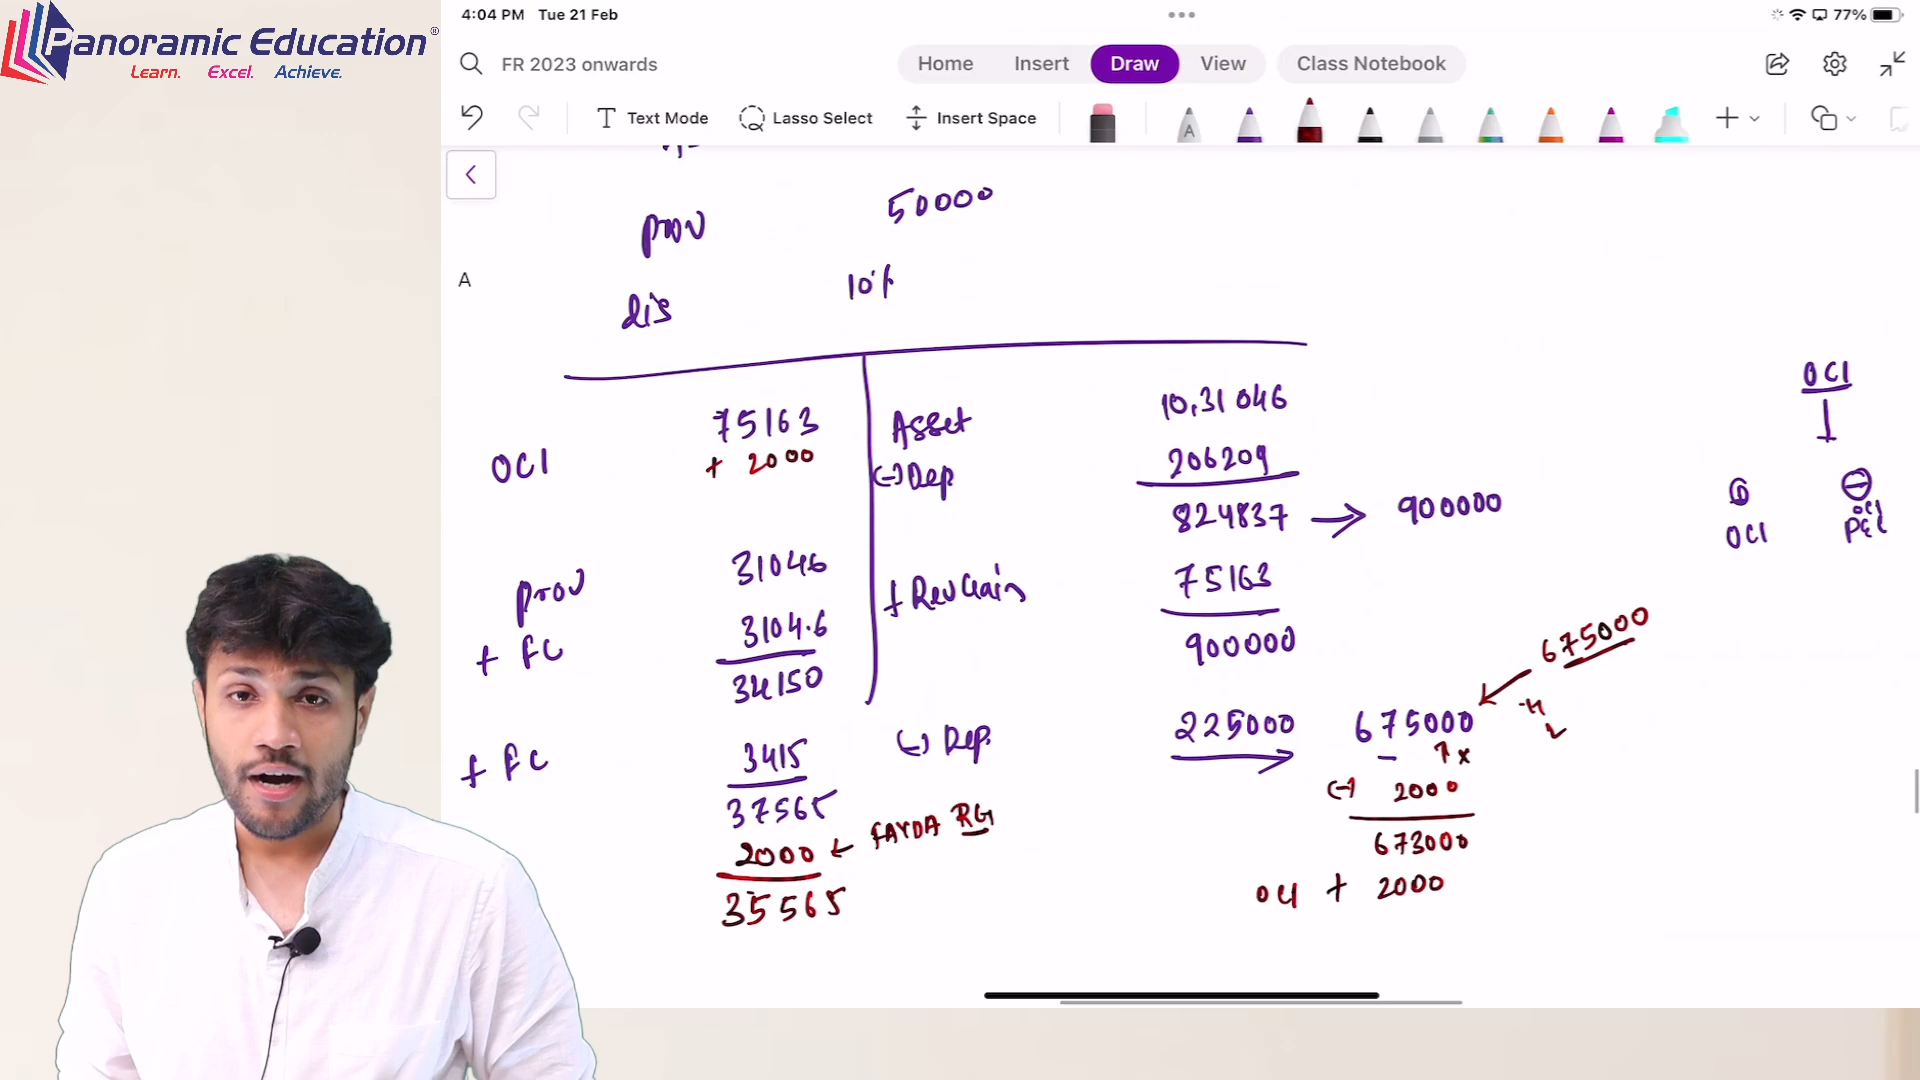 Panoramic Education®
Learn. Excel. Achieve.
4:04 PM Tue 21 Feb
77%
FR 2023 onwards
Home Insert Draw View Class Notebook
Text Mode Lasso Select Insert Space
A
A
prov 50000
dis 10%
OCI 75163
+ 2000
Asset 10,31046
(-) Dep 206209
824837 → 900000
prov 31046
+ Rev Gain 75163
+ FC 3104.6
34150
900000
+ FC 3415
37565
2000 ← FAYDA RG
35565
(-) Dep. 225000
675000
675000
(-) 2000
673000
OCI + 2000
OCI
OCI
OCI
P&L